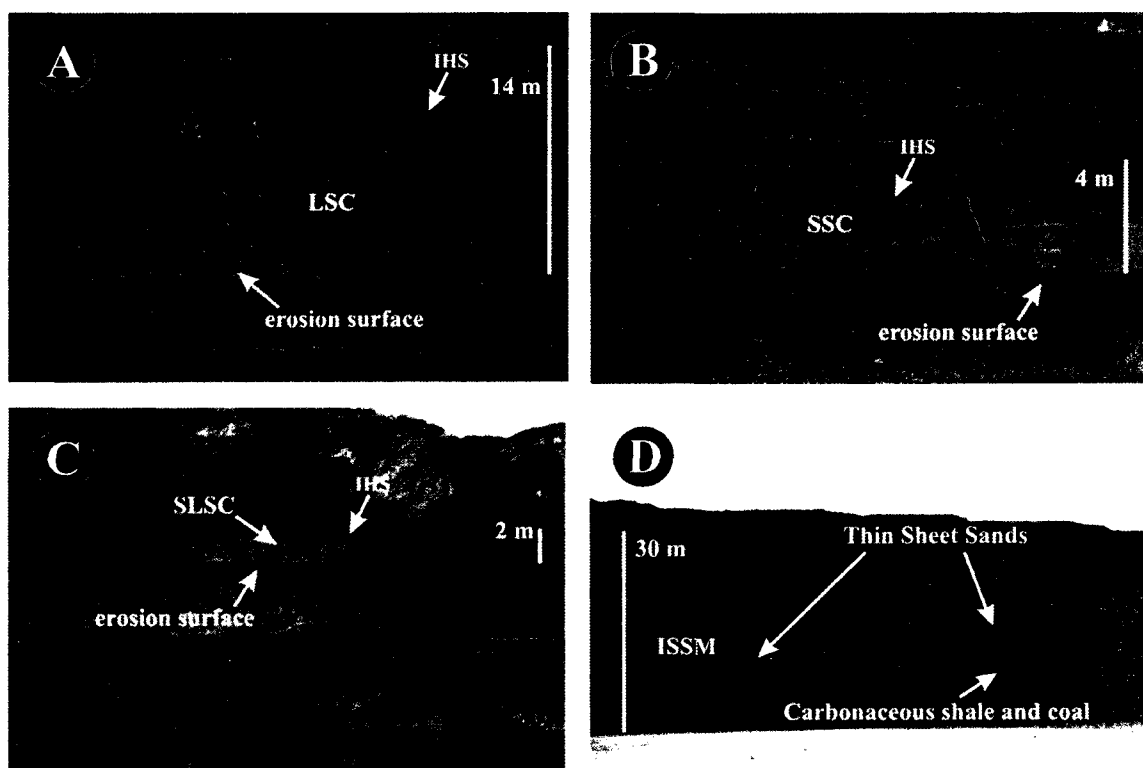 A
IHS
14 m
LSC
erosion surface
B
IHS
4 m
SSC
erosion surface
C
IHS
SLSC
2 m
erosion surface
D
Thin Sheet Sands
30 m
ISSM
Carbonaceous shale and coal